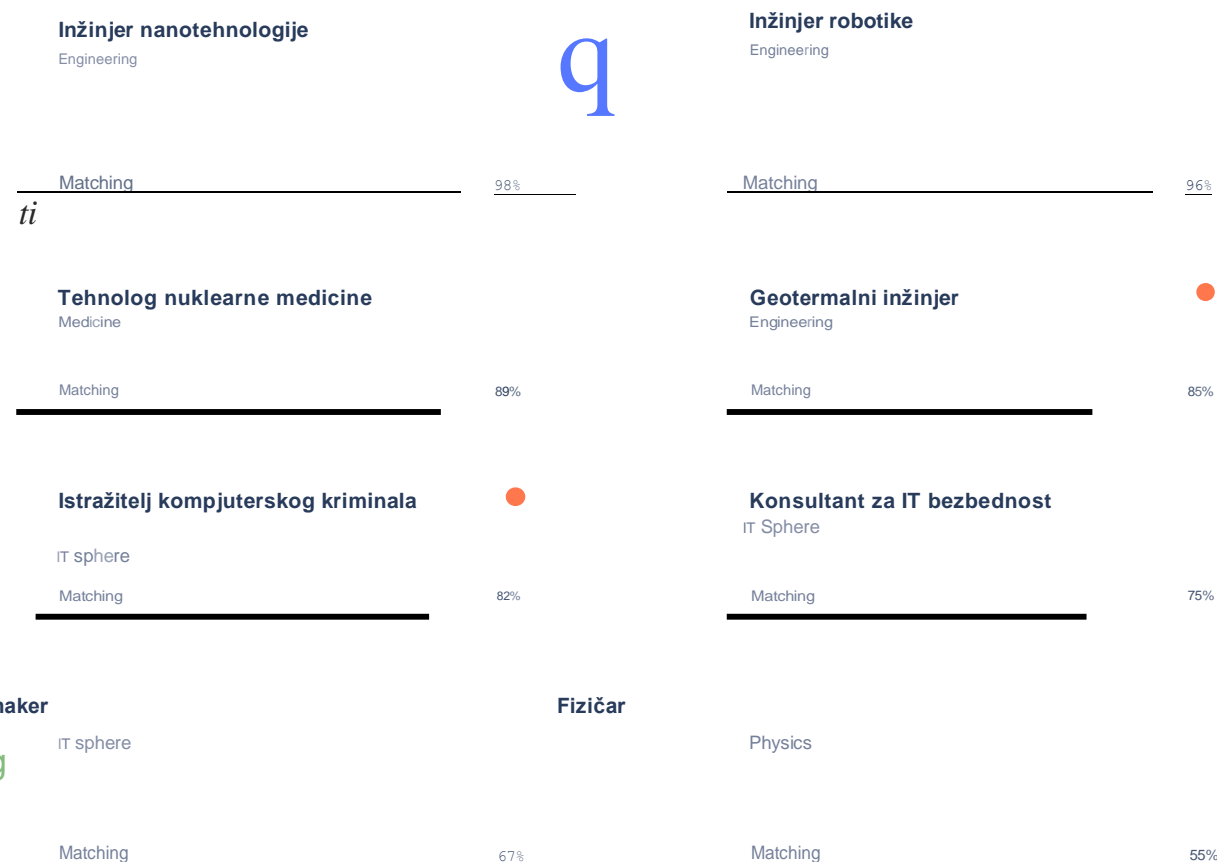 Inžinjer nanotehnologije
Engineering
q
Inžinjer robotike
Engineering
Matching 98%
Matching 96%
ti
Tehnolog nuklearne medicine
Medicine
Geotermalni inžinjer
Engineering
Matching 89%
Matching 85%
Istražitelj kompjuterskog kriminala
IT sphere
Konsultant za IT bezbednost
IT Sphere
Matching 82%
Matching 75%
Fizičar
IT sphere
Physics
Matching 67%
Matching 55%